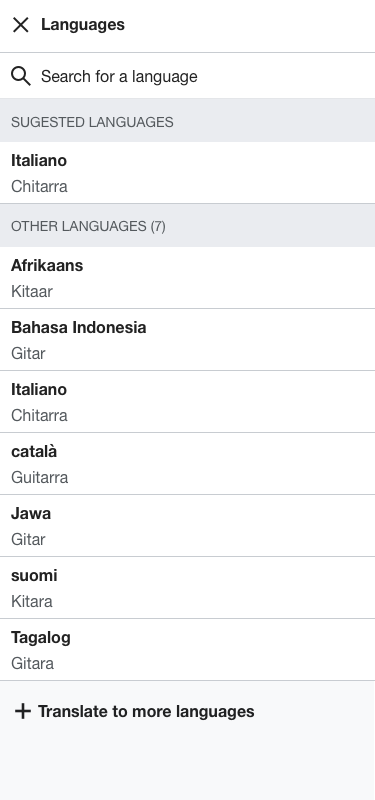 Languages
Search for a language
SUGESTED LANGUAGES
Italiano
Chitarra
OTHER LANGUAGES (7)
Afrikaans
Kitaar
Bahasa Indonesia
Gitar
Italiano
Chitarra
català
Guitarra
Jawa
Gitar
suomi
Kitara
Tagalog
Gitara
Translate to more languages